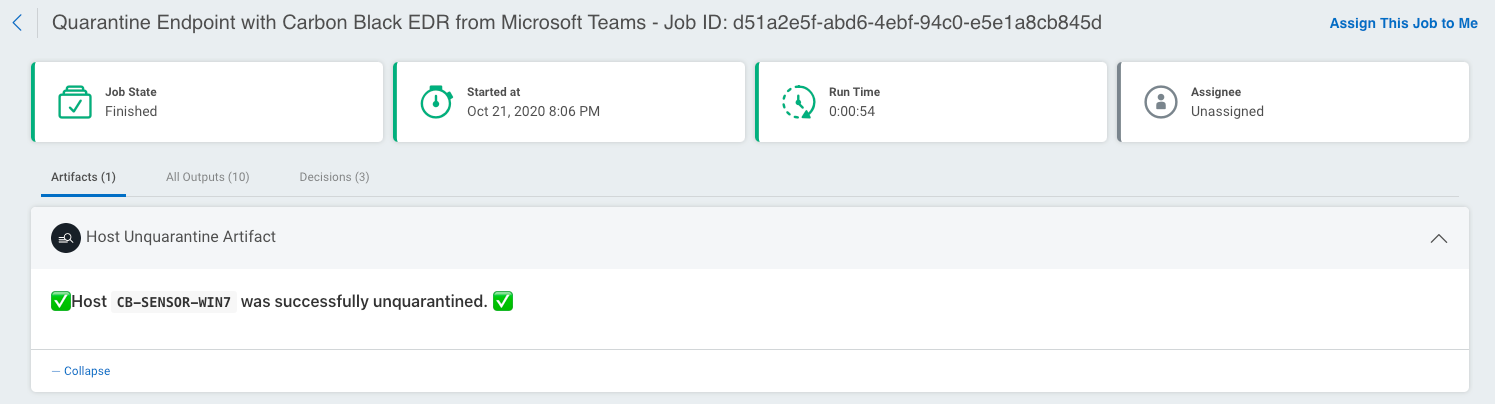 Quarantine Endpoint with Carbon Black EDR from Microsoft Teams - Job ID: d51a2e5f-abd6-4ebf-94c0-e5e1a8cb845d
Assign This Job to Me
Job State
Finished
Started at
Oct 21, 2020 8:06 PM
Run Time
0:00:54
Assignee
Unassigned
Artifacts (1)
All Outputs (10)
Decisions (3)
Host Unquarantine Artifact
✅Host CB-SENSOR-WIN7 was successfully unquarantined. ✅
— Collapse